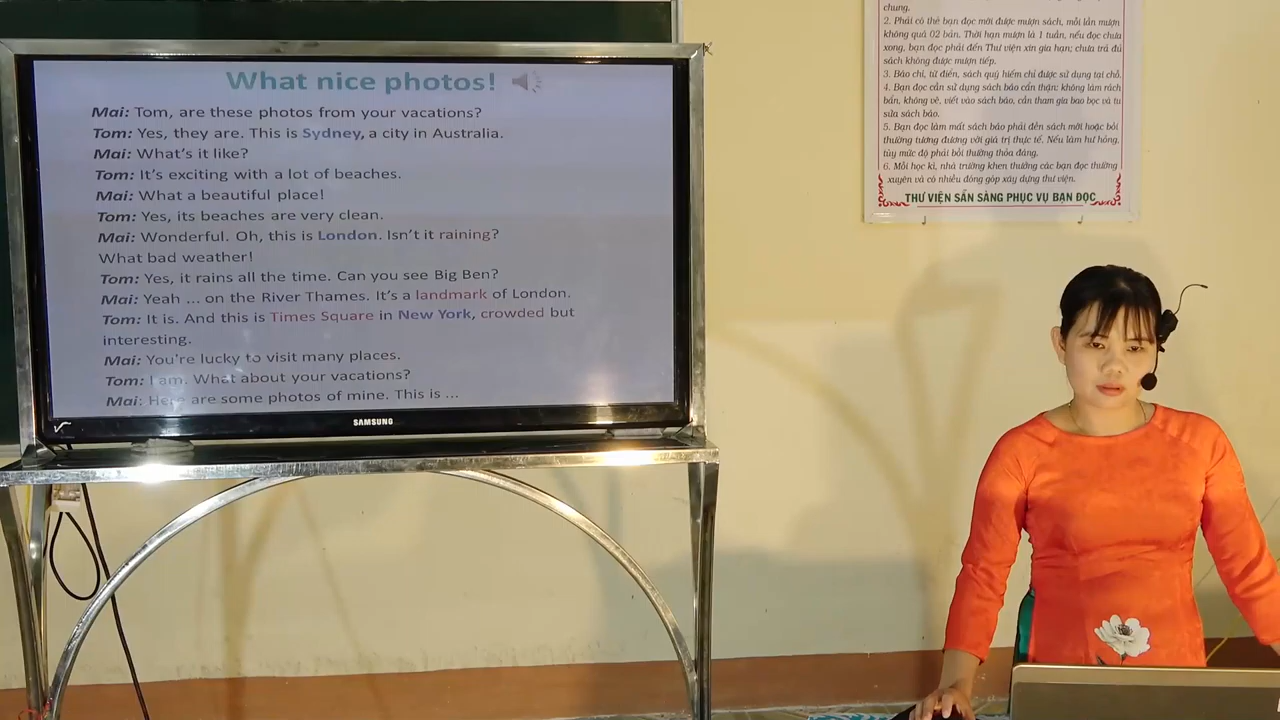 What nice photos!
Mai: Tom, are these photos from your vacations?
Tom: Yes, they are. This is Sydney, a city in Australia.
Mai: What's it like?
Tom: It's exciting with a lot of beaches.
Mai: What a beautiful place!
Tom: Yes, its beaches are very clean.
Mai: Wonderful. Oh, this is London. Isn't it raining?
What bad weather!
Tom: Yes, it rains all the time. Can you see Big Ben?
Mai: Yeah ... on the River Thames. It's a landmark of London.
Tom: It is. And this is Times Square in New York, crowded but
interesting.
Mai: You're lucky to visit many places.
Tom: I am. What about your vacations?
Mai: Here are some photos of mine. This is ...
SAMSUNG
chung.
2. Phải có thẻ bạn đọc mới được mượn sách, mỗi lần mượn
không quá 02 bản. Thời hạn mượn là 1 tuần, nếu đọc chưa
xong, bạn đọc phải đến Thư viện xin gia hạn; chưa trả đủ
sách không được mượn tiếp.
3. Báo chí, từ điển, sách quý hiếm chỉ được sử dụng tại chỗ.
4. Bạn đọc cần sử dụng sách báo cẩn thận: không làm rách
bẩn, không vẽ, viết vào sách báo, cần tham gia bao bọc và tu
sửa sách báo.
5. Bạn đọc làm mất sách báo phải đền sách mới hoặc bồi
thường tương đương với giá trị thực tế. Nếu làm hư hỏng,
tùy mức độ phải bồi thường thỏa đáng.
6. Mỗi học kì, nhà trường khen thưởng các bạn đọc thường
xuyên và có nhiều đóng góp xây dựng thư viện.
THƯ VIỆN SẴN SÀNG PHỤC VỤ BẠN ĐỌC